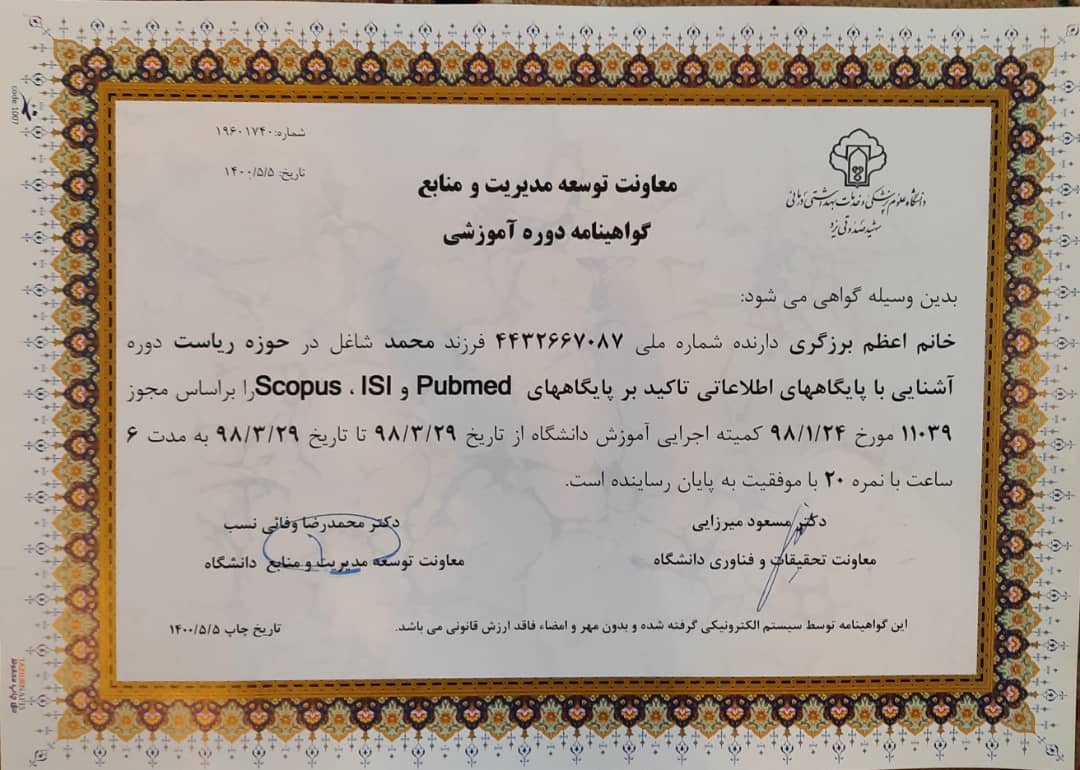 شماره: ۱۹۶۰۱۷۴۰
تاریخ: ۱۴۰۰/۵/۵
دانشگاه علوم پزشکی و خدمات بهداشتی درمانی
شهید صدوقی یزد
معاونت توسعه مدیریت و منابع
گواهینامه دوره آموزشی
بدین وسیله گواهی می شود:
خانم اعظم برزگری دارنده شماره ملی ۴۴۳۲۶۶۷۰۸۷ فرزند محمد شاغل در حوزه ریاست دوره
آشنایی با پایگاههای اطلاعاتی تاکید بر پایگاههای Pubmed و ISI ، Scopus را براساس مجوز
۱۱۰۳۹ مورخ ۹۸/۱/۲۴ کمیته اجرایی آموزش دانشگاه از تاریخ ۹۸/۳/۲۹ تا تاریخ ۹۸/۳/۲۹ به مدت ۶
ساعت با نمره ۲۰ با موفقیت به پایان رسانده است.
دکتر مسعود میرزایی
معاونت تحقیقات و فناوری دانشگاه
دکتر محمدرضا وفائی نسب
معاونت توسعه مدیریت و منابع دانشگاه
این گواهینامه توسط سیستم الکترونیکی گرفته شده و بدون مهر و امضاء فاقد ارزش قانونی می باشد.
تاریخ چاپ ۱۴۰۰/۵/۵
code:1007